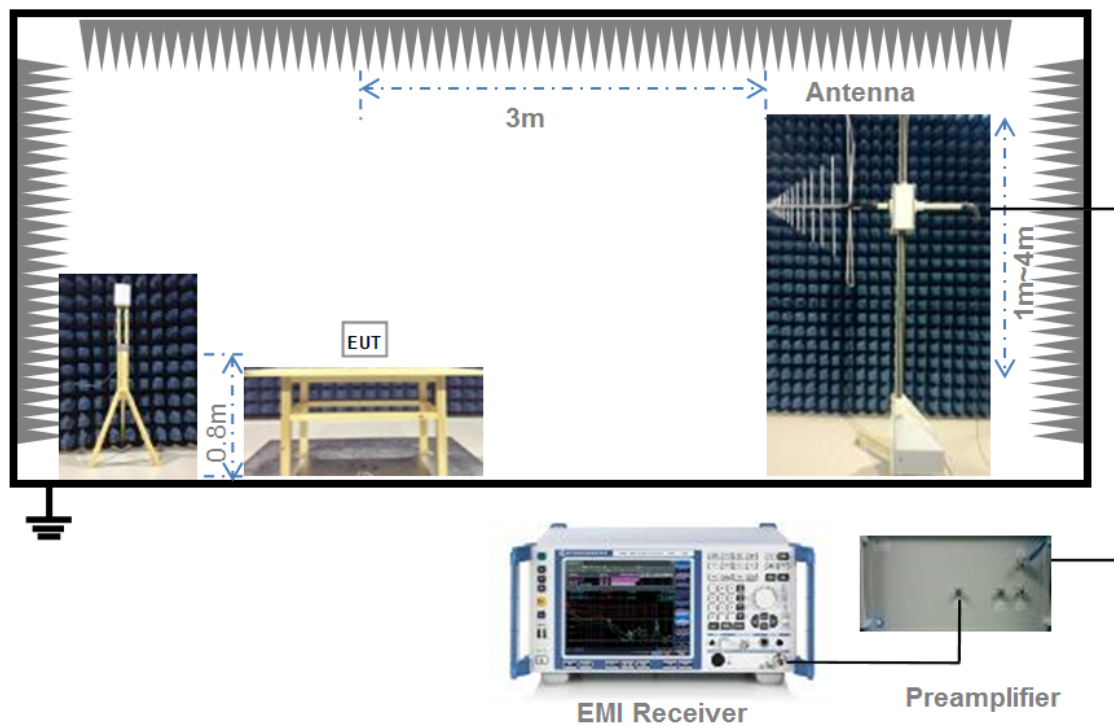 Antenna
3m
1m~4m
EUT
0.8m
Preamplifier
EMI Receiver